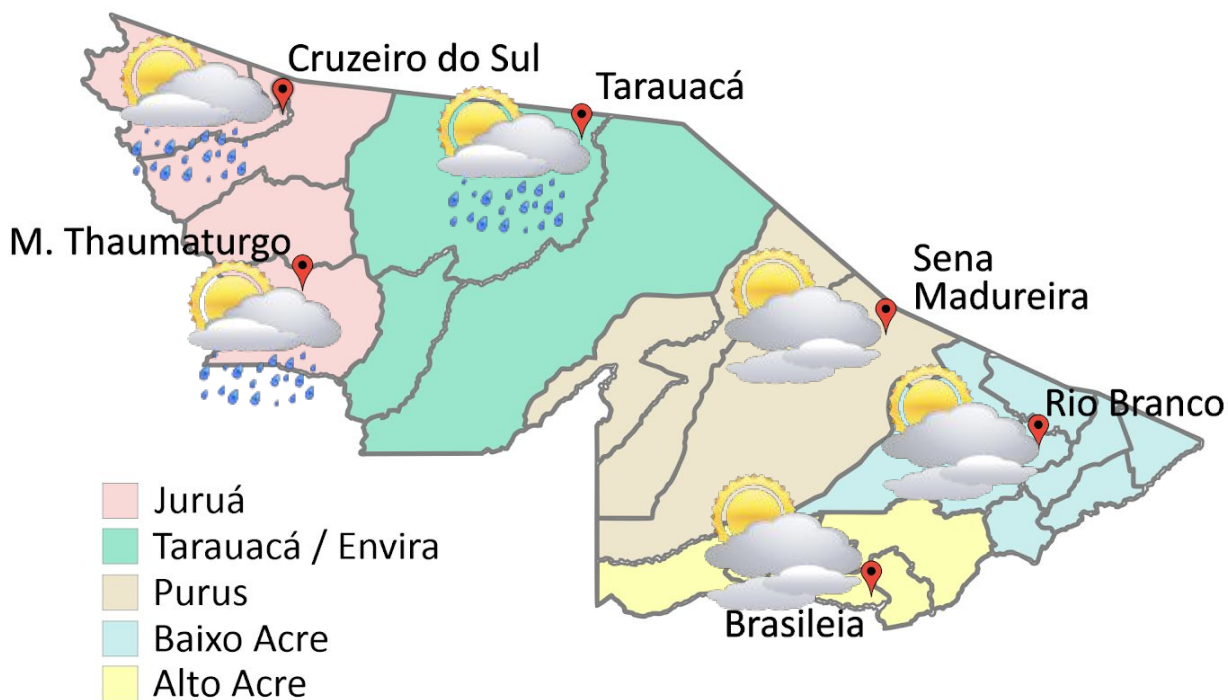 Cruzeiro do Sul
Tarauacá
M. Thaumaturgo
Sena
Madureira
Rio Branco
Brasileia
Juruá
Tarauacá / Envira
Purus
Baixo Acre
Alto Acre